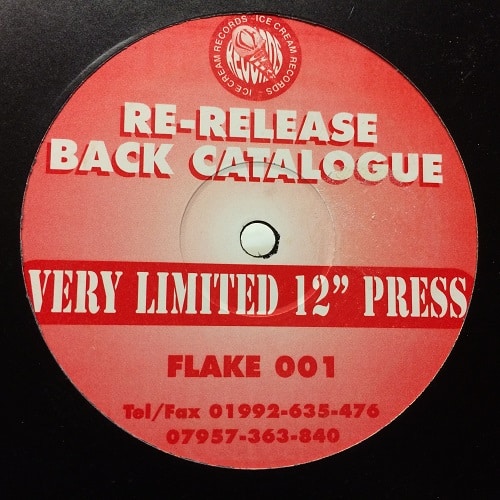 ICE CREAM RECORDS - ICE CREAM RECORDS -
RECORDS
RE-RELEASE
BACK CATALOGUE
VERY LIMITED 12” PRESS
FLAKE 001
Tel/Fax 01992-635-476
07957-363-840